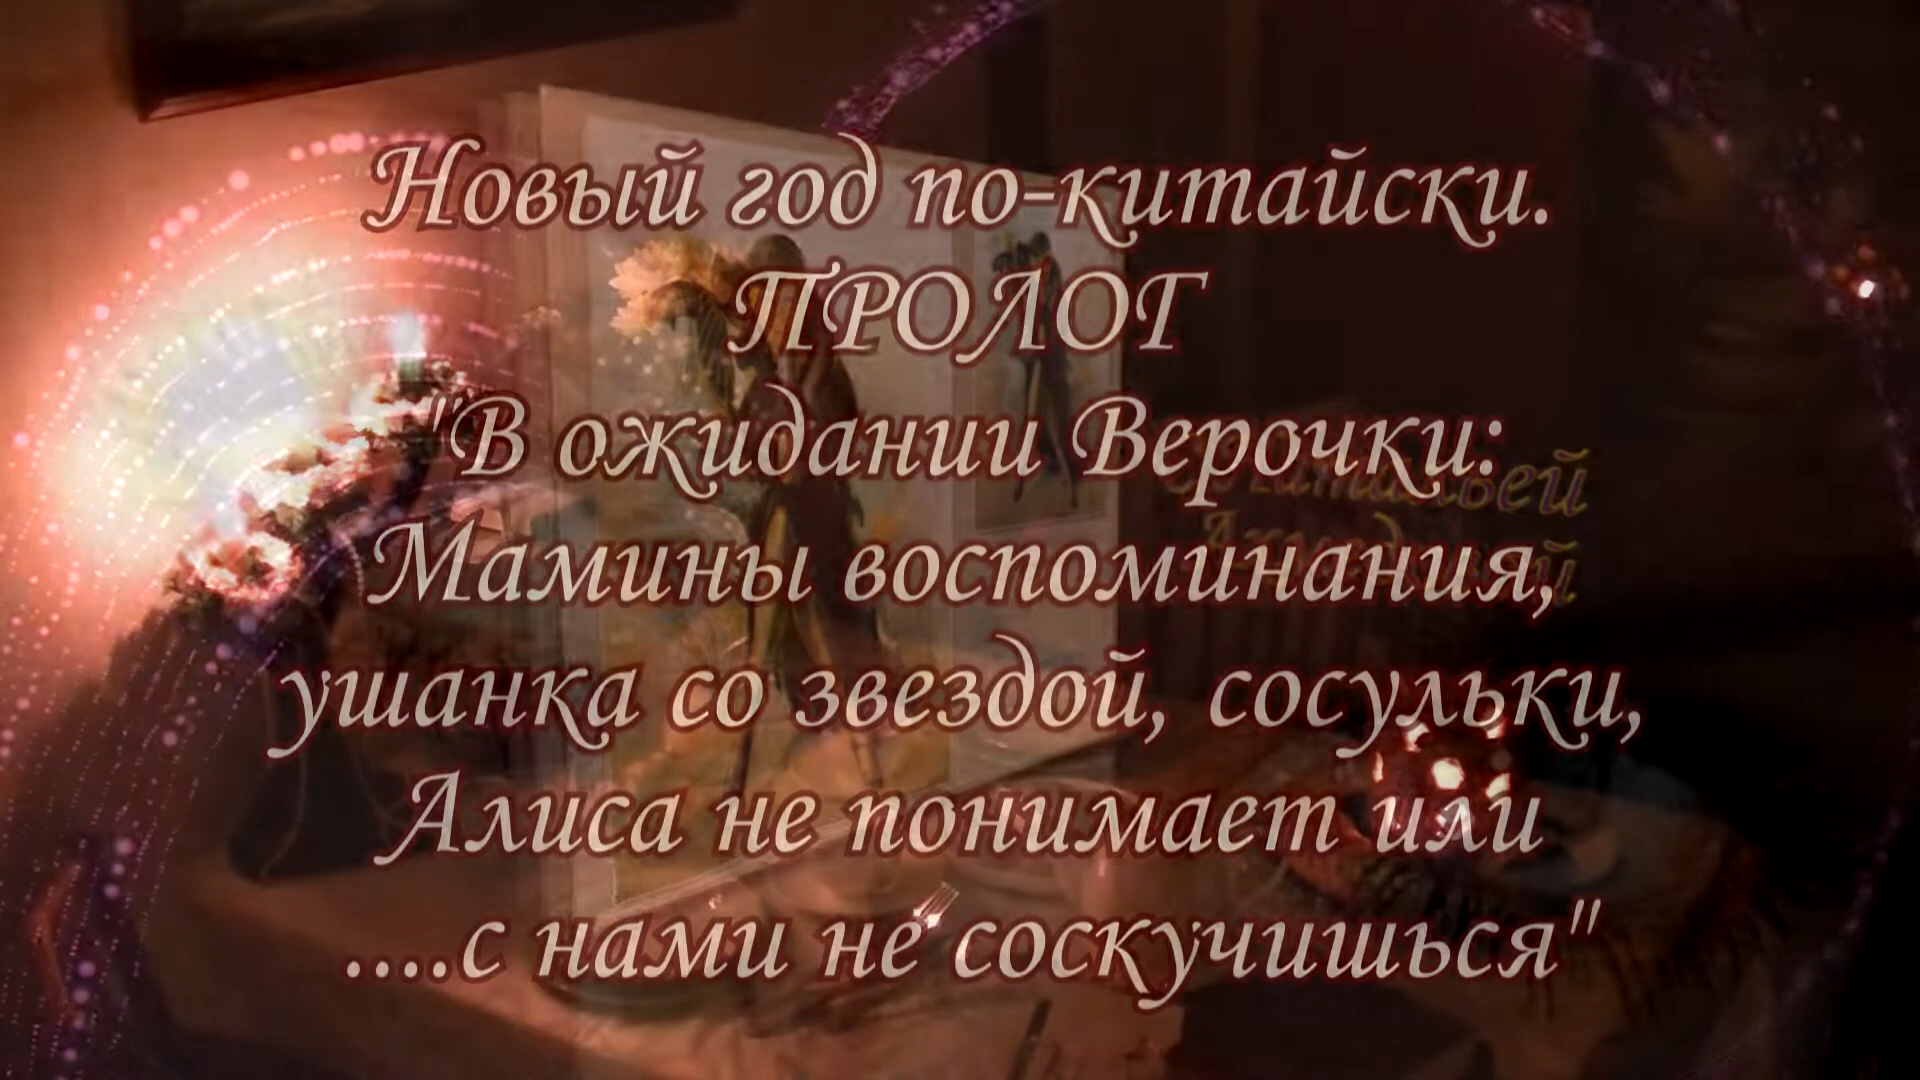 Новый год по-китайски.
ПРОЛОГ
"В ожидании Верочки:
Мамины воспоминания,
ушанка со звездой, сосульки,
Алиса не понимает или
....с нами не соскучишься"